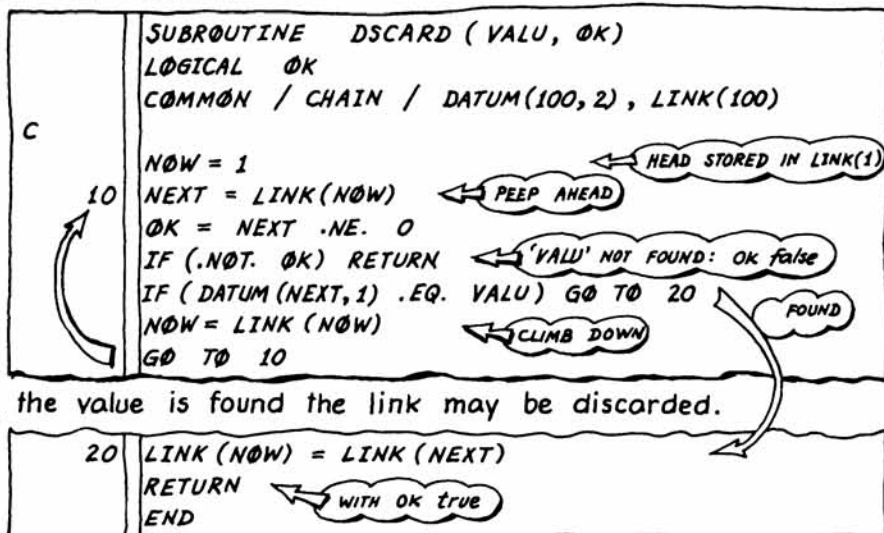 SUBRØUTINE DSCARD ( VALU, ØK)
LØGICAL ØK
CØMMØN / CHAIN / DATUM(100, 2) , LINK(100)
C
NØW = 1 HEAD STORED IN LINK(1)
10 NEXT = LINK(NØW) PEEP AHEAD
ØK = NEXT .NE. 0
IF (.NØT. ØK) RETURN 'VALU' NOT FOUND: OK false
IF ( DATUM (NEXT, 1) .EQ. VALU) GØ TØ 20 FOUND
NØW = LINK (NØW) CLIMB DOWN
GØ TØ 10
the value is found the link may be discarded.
20 LINK (NØW) = LINK (NEXT)
RETURN WITH OK true
END